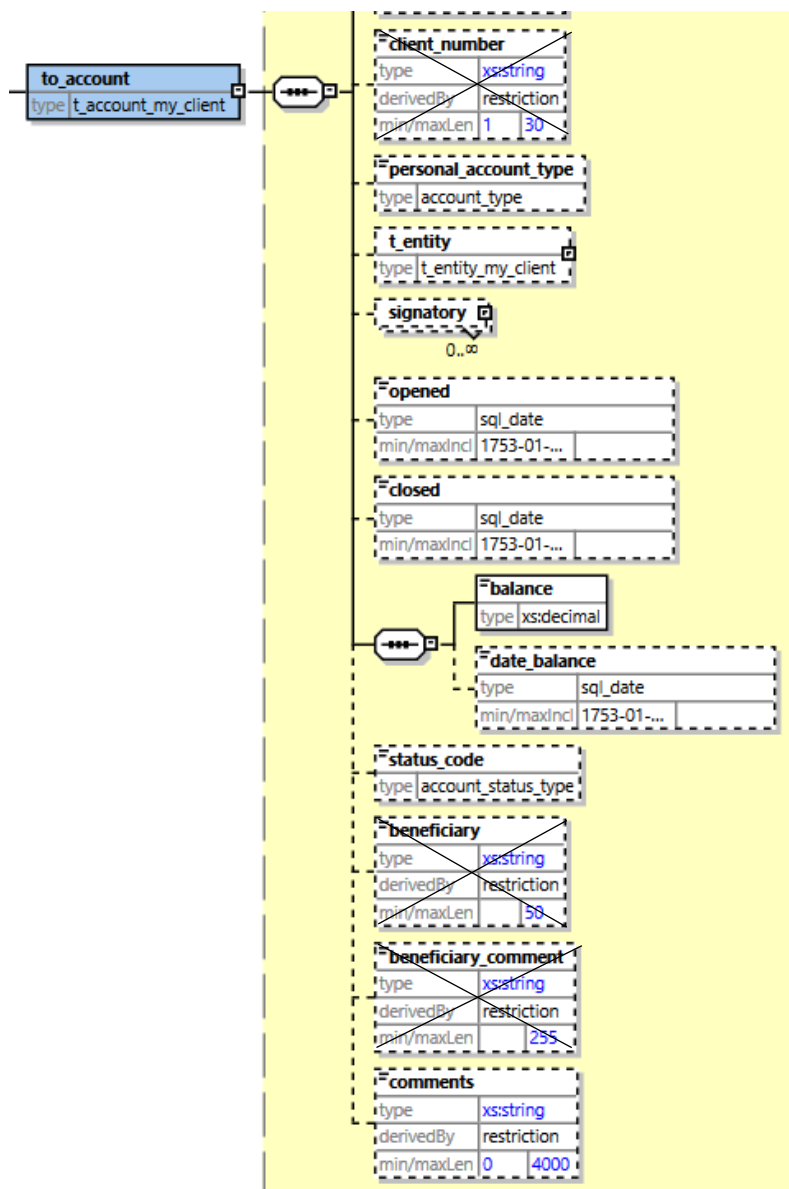 client_number
type xs:string
derivedBy restriction
min/maxLen 1 30
to_account
type t_account_my_client
personal_account_type
type account_type
t_entity
type t_entity_my_client
signatory
0..∞
opened
type sql_date
min/maxIncl 1753-01-...
closed
type sql_date
min/maxIncl 1753-01-...
balance
type xs:decimal
date_balance
type sql_date
min/maxIncl 1753-01-...
status_code
type account_status_type
beneficiary
type xs:string
derivedBy restriction
min/maxLen 50
beneficiary_comment
type xs:string
derivedBy restriction
min/maxLen 255
comments
type xs:string
derivedBy restriction
min/maxLen 0 4000